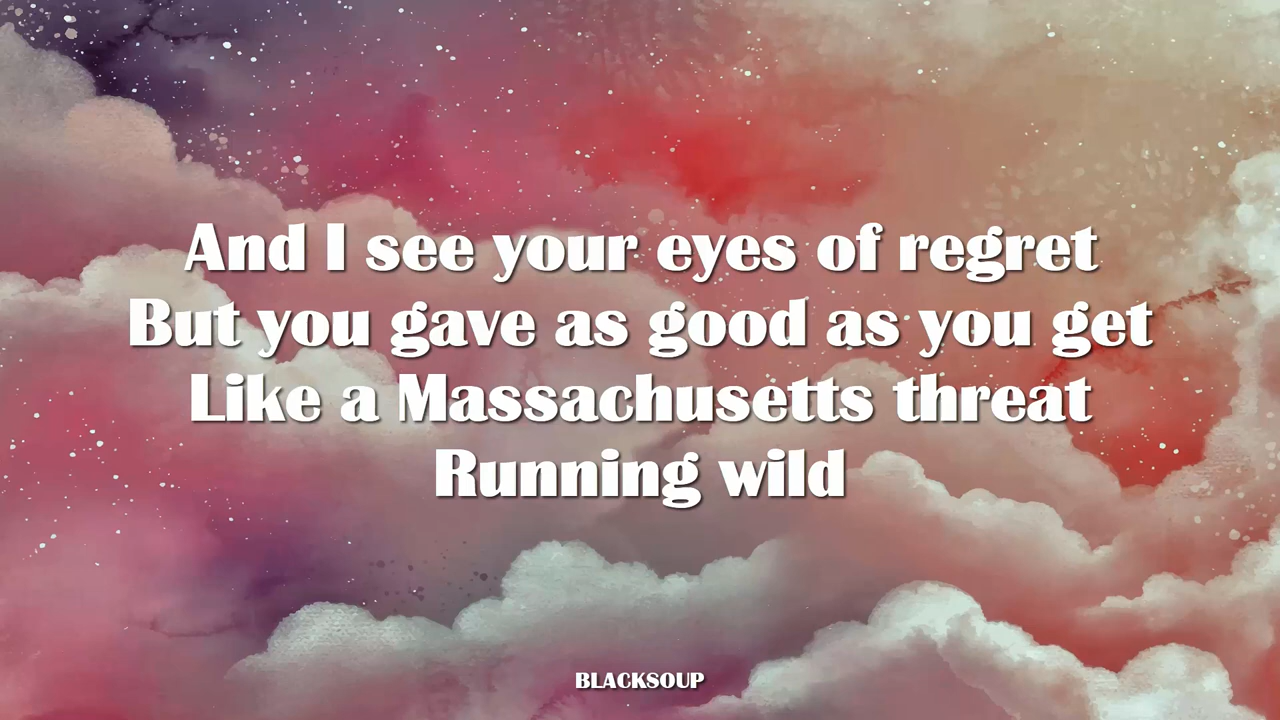 And I see your eyes of regret
But you gave as good as you get
Like a Massachusetts threat
Running wild
BLACKSOUP